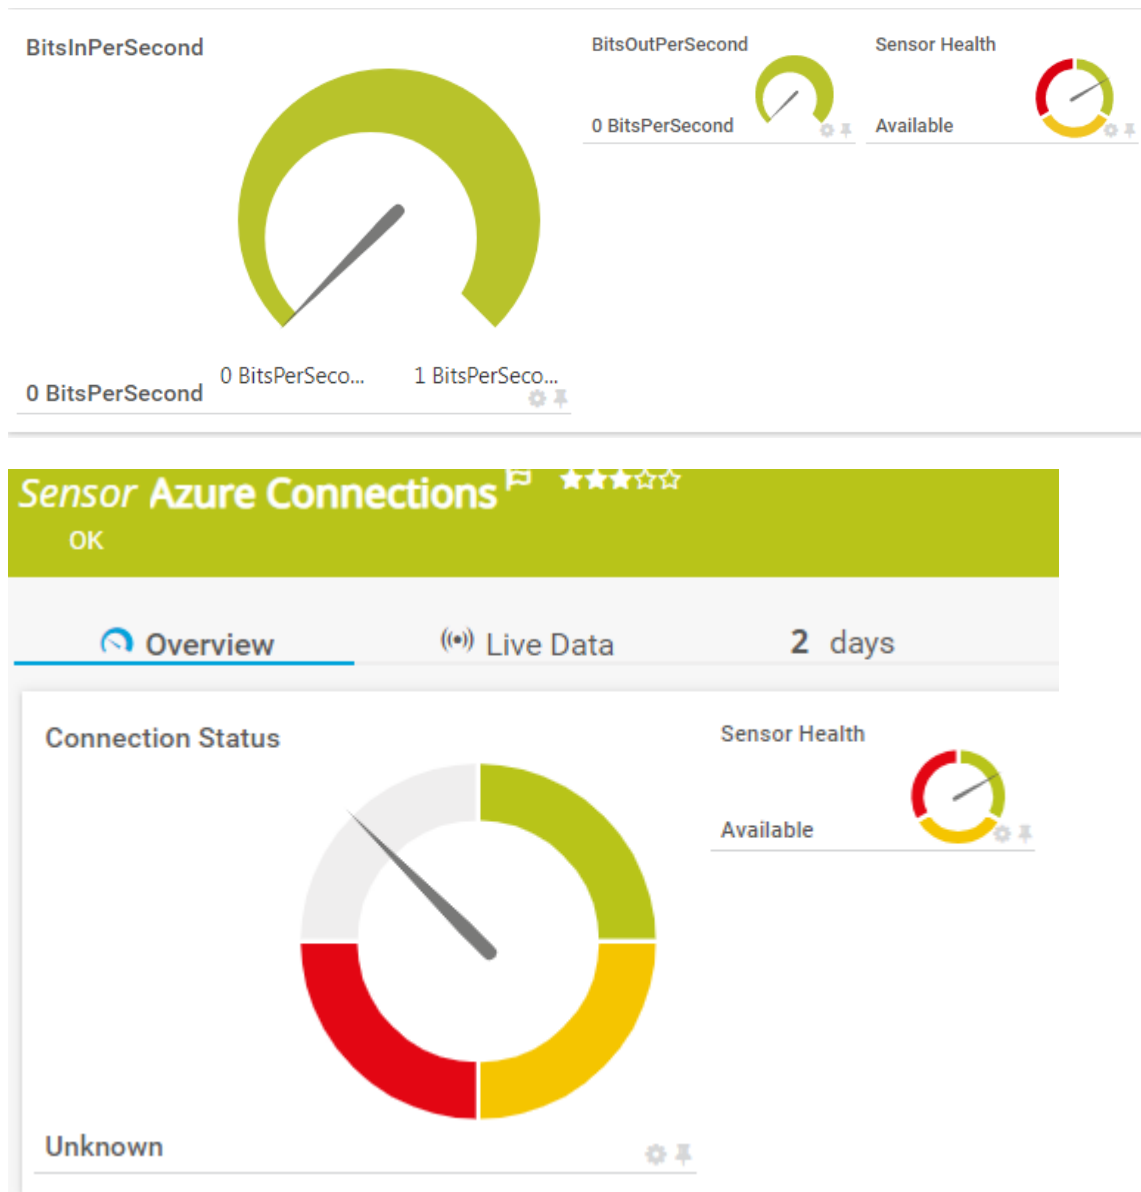 BitsInPerSecond
BitsOutPerSecond
Sensor Health
0 BitsPerSecond
Available
0 BitsPerSeco...
1 BitsPerSeco...
0 BitsPerSecond
Sensor Azure Connections
OK
Overview
Live Data
2 days
Connection Status
Sensor Health
Available
Unknown